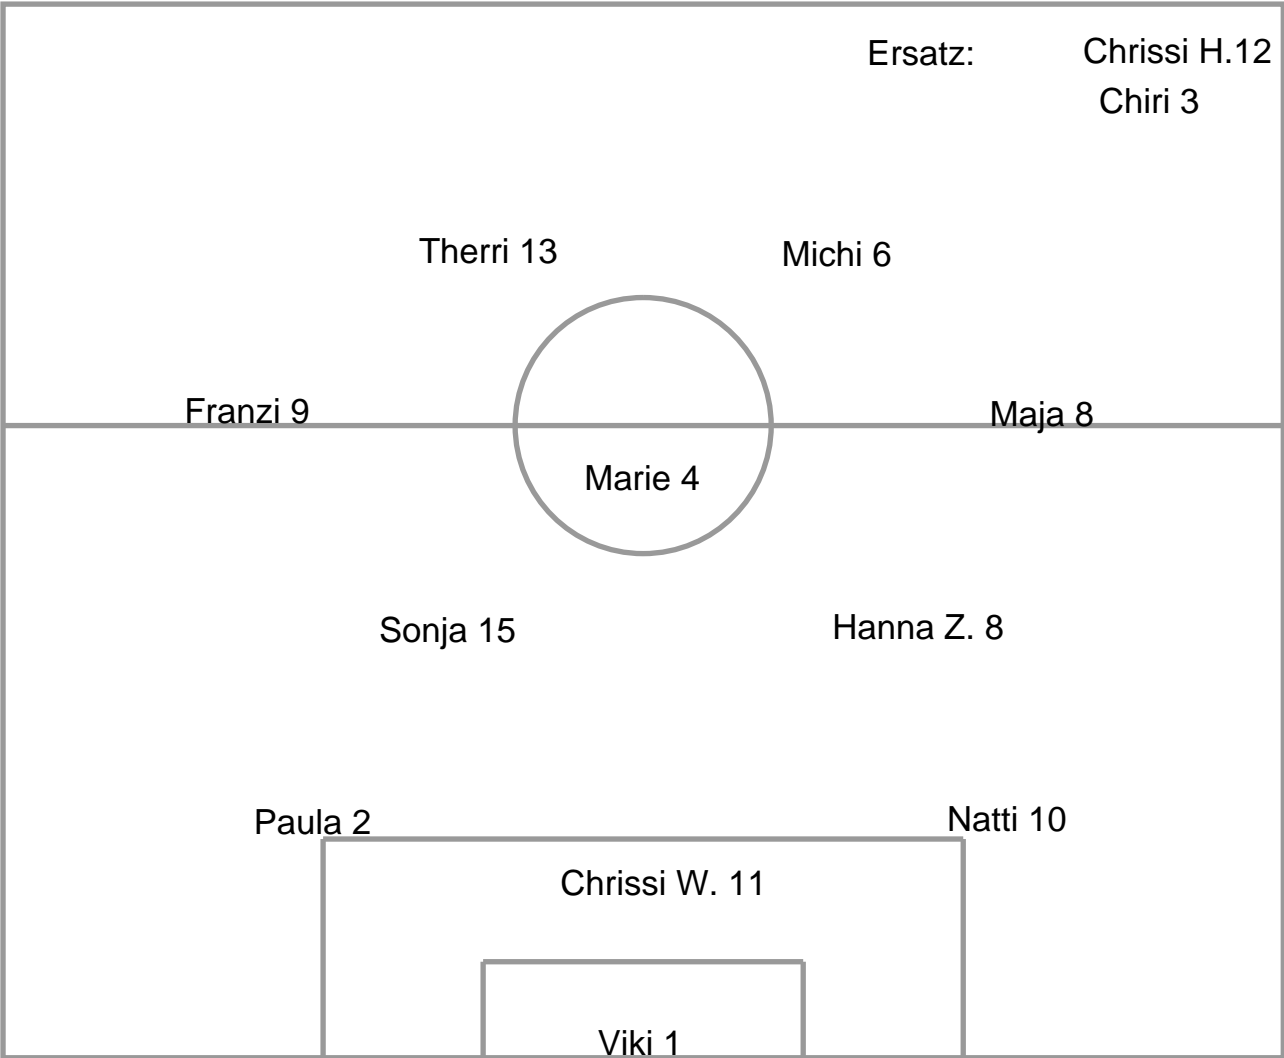 Ersatz: Chrissi H.12
Chiri 3
Therri 13 Michi 6
Franzi 9 Maja 8
Marie 4
Sonja 15 Hanna Z. 8
Paula 2 Natti 10
Chrissi W. 11
Viki 1